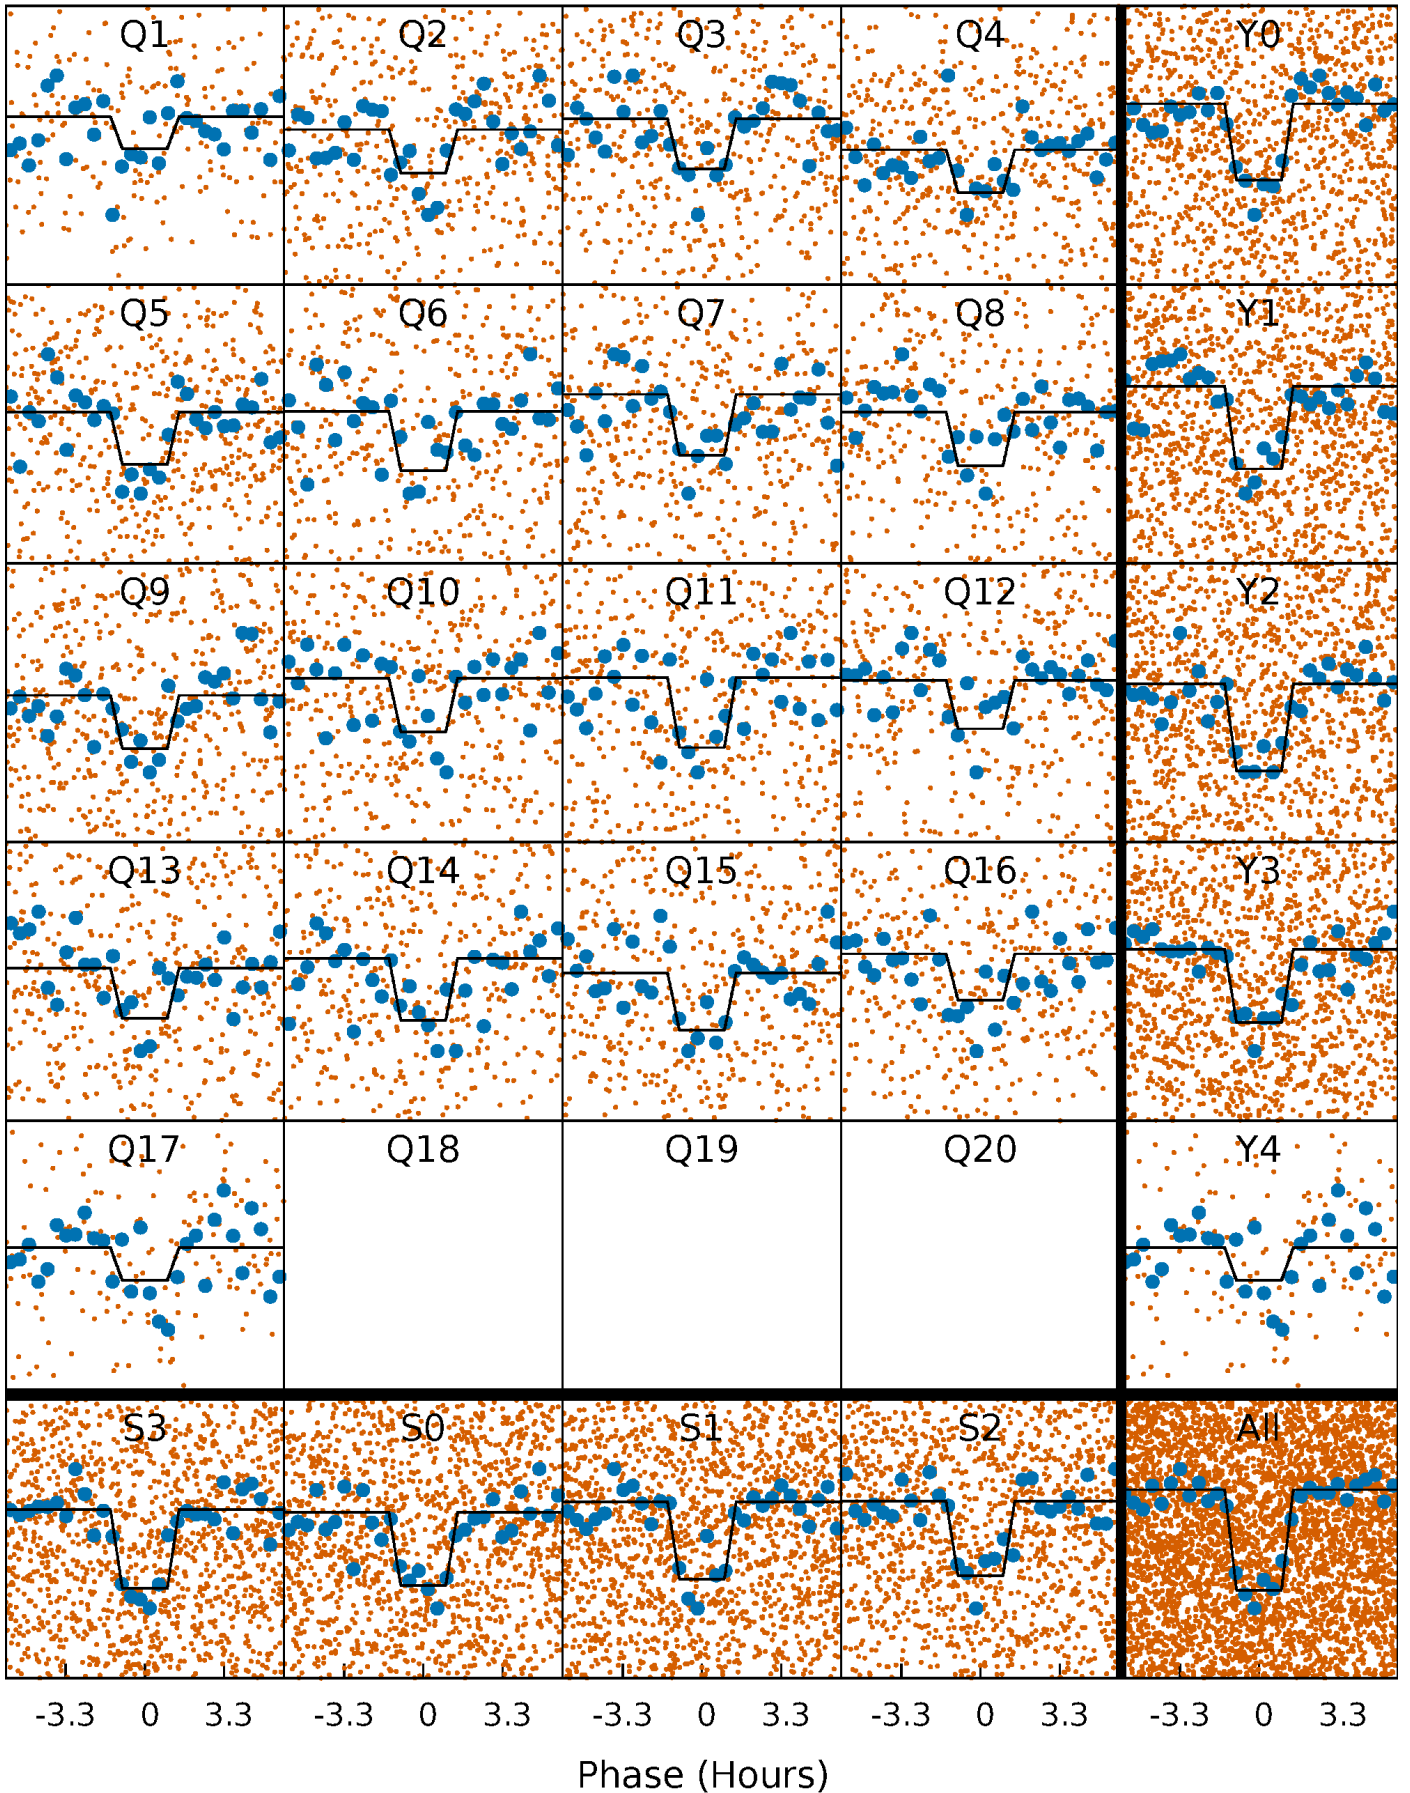 Q1 Q2 Q3 Q4 Y0
Q5 Q6 Q7 Q8 Y1
Q9 Q10 Q11 Q12 Y2
Q13 Q14 Q15 Q16 Y3
Q17 Q18 Q19 Q20 Y4
S3 S0 S1 S2 All
-3.3 0 3.3 -3.3 0 3.3 -3.3 0 3.3 -3.3 0 3.3 -3.3 0 3.3
Phase (Hours)